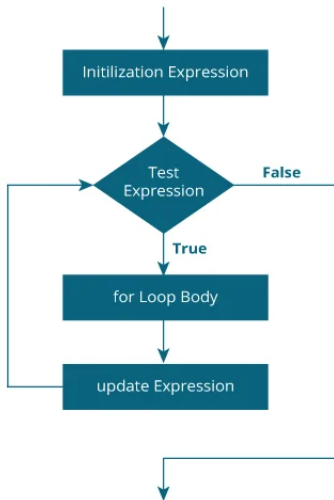 Initilization Expression
Test
Expression
False
True
for Loop Body
update Expression